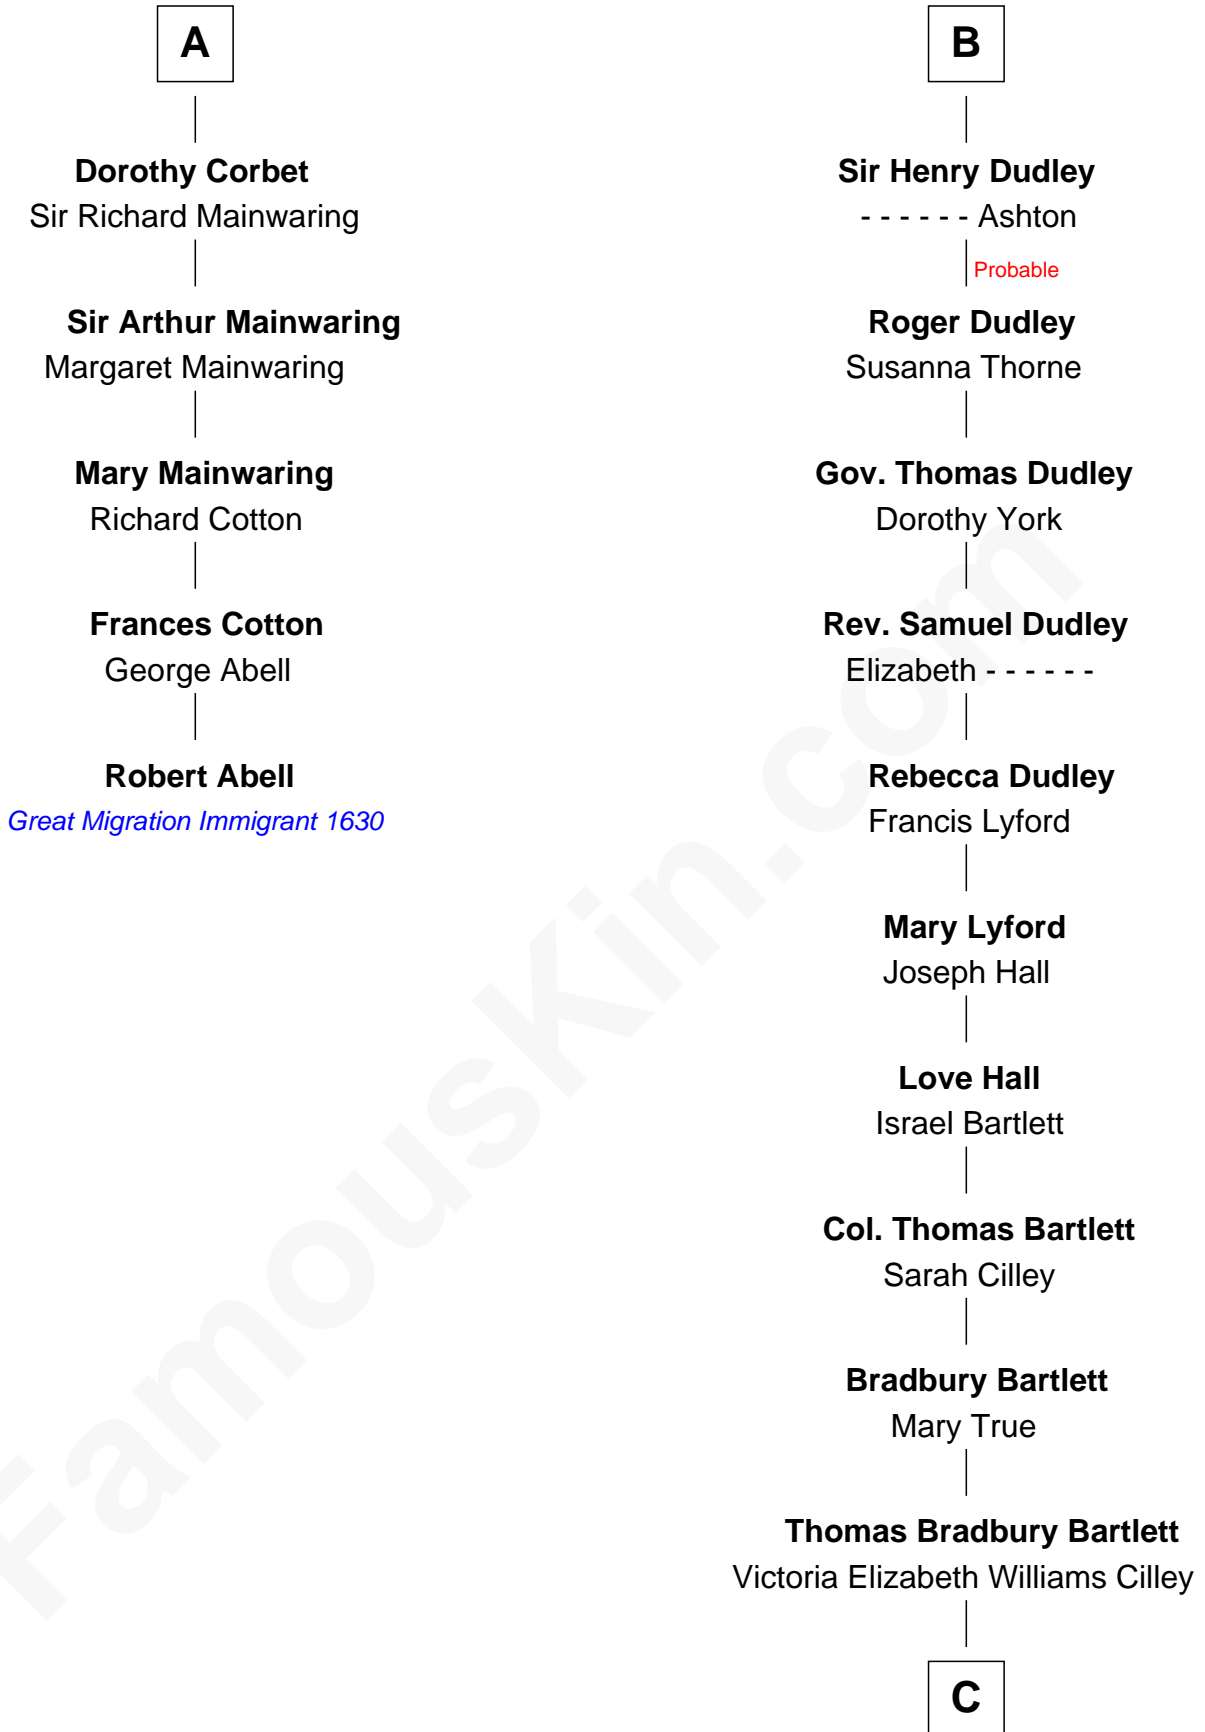 A
Dorothy Corbet
Sir Richard Mainwaring
Sir Arthur Mainwaring
Margaret Mainwaring
Mary Mainwaring
Richard Cotton
Frances Cotton
George Abell
Robert Abell
Great Migration Immigrant 1630
B
Sir Henry Dudley
- - - - - - Ashton
Probable
Roger Dudley
Susanna Thorne
Gov. Thomas Dudley
Dorothy York
Rev. Samuel Dudley
Elizabeth - - - - - -
Rebecca Dudley
Francis Lyford
Mary Lyford
Joseph Hall
Love Hall
Israel Bartlett
Col. Thomas Bartlett
Sarah Cilley
Bradbury Bartlett
Mary True
Thomas Bradbury Bartlett
Victoria Elizabeth Williams Cilley
C
FamousKin.com